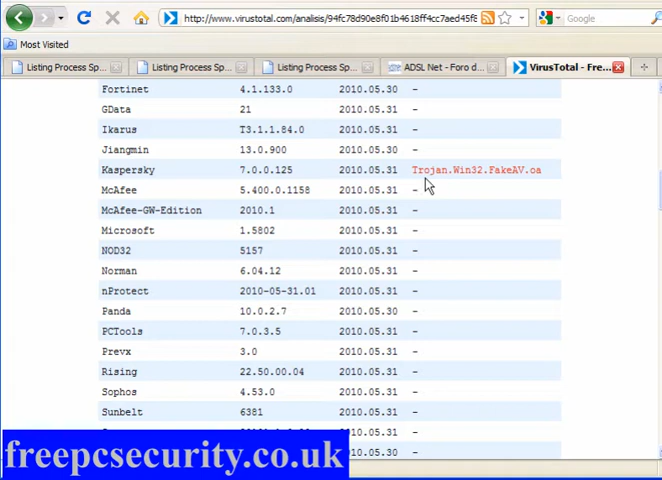 http://www.virustotal.com/analisis/94fc78d90e8f01b4618ff4cc7aed45f8
Google
Most Visited
Listing Process Sp...
Listing Process Sp...
Listing Process Sp...
ADSL Net - Foro d...
VirusTotal - Fre...
Fortinet 4.1.133.0 2010.05.30 -
GData 21 2010.05.31 -
Ikarus T3.1.1.84.0 2010.05.31 -
Jiangmin 13.0.900 2010.05.30 -
Kaspersky 7.0.0.125 2010.05.31 Trojan.Win32.FakeAV.oa
McAfee 5.400.0.1158 2010.05.31 -
McAfee-GW-Edition 2010.1 2010.05.31 -
Microsoft 1.5802 2010.05.31 -
NOD32 5157 2010.05.31 -
Norman 6.04.12 2010.05.31 -
nProtect 2010-05-31.01 2010.05.31 -
Panda 10.0.2.7 2010.05.30 -
PCTools 7.0.3.5 2010.05.31 -
Prevx 3.0 2010.05.31 -
Rising 22.50.00.04 2010.05.31 -
Sophos 4.53.0 2010.05.31 -
Sunbelt 6381 2010.05.31 -
2010.05.31 -
2010.05.30 -
freepcsecurity.co.uk